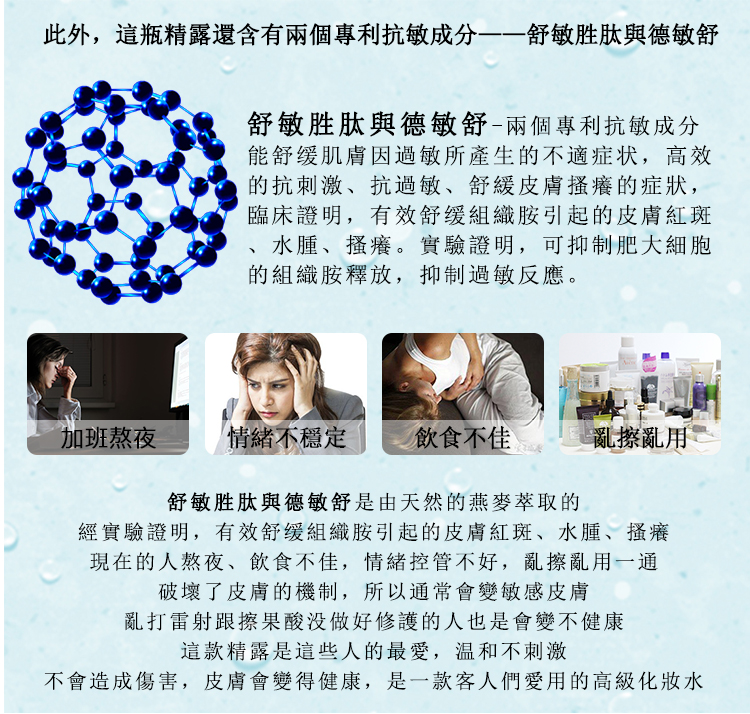 此外，這瓶精露還含有兩個專利抗敏成分——舒敏胜肽與德敏舒
舒敏胜肽與德敏舒-兩個專利抗敏成分
能舒缓肌膚因過敏所產生的不適症状，高效
的抗刺激、抗過敏、舒緩皮膚搔癢的症狀，
臨床證明，有效舒缓組織胺引起的皮膚紅斑
、水腫、搔癢。實驗證明，可抑制肥大細胞
的組織胺釋放，抑制過敏反應。
加班熬夜
情緒不穩定
飲食不佳
亂擦亂用
舒敏胜肽與德敏舒是由天然的燕麥萃取的
經實驗證明，有效舒缓組織胺引起的皮膚紅斑、水腫、搔癢
現在的人熬夜、飲食不佳，情緒控管不好，亂擦亂用一通
破壞了皮膚的機制，所以通常會變敏感皮膚
亂打雷射跟擦果酸没做好修護的人也是會變不健康
這款精露是這些人的最愛，温和不刺激
不會造成傷害，皮膚會變得健康，是一款客人們愛用的高級化妝水